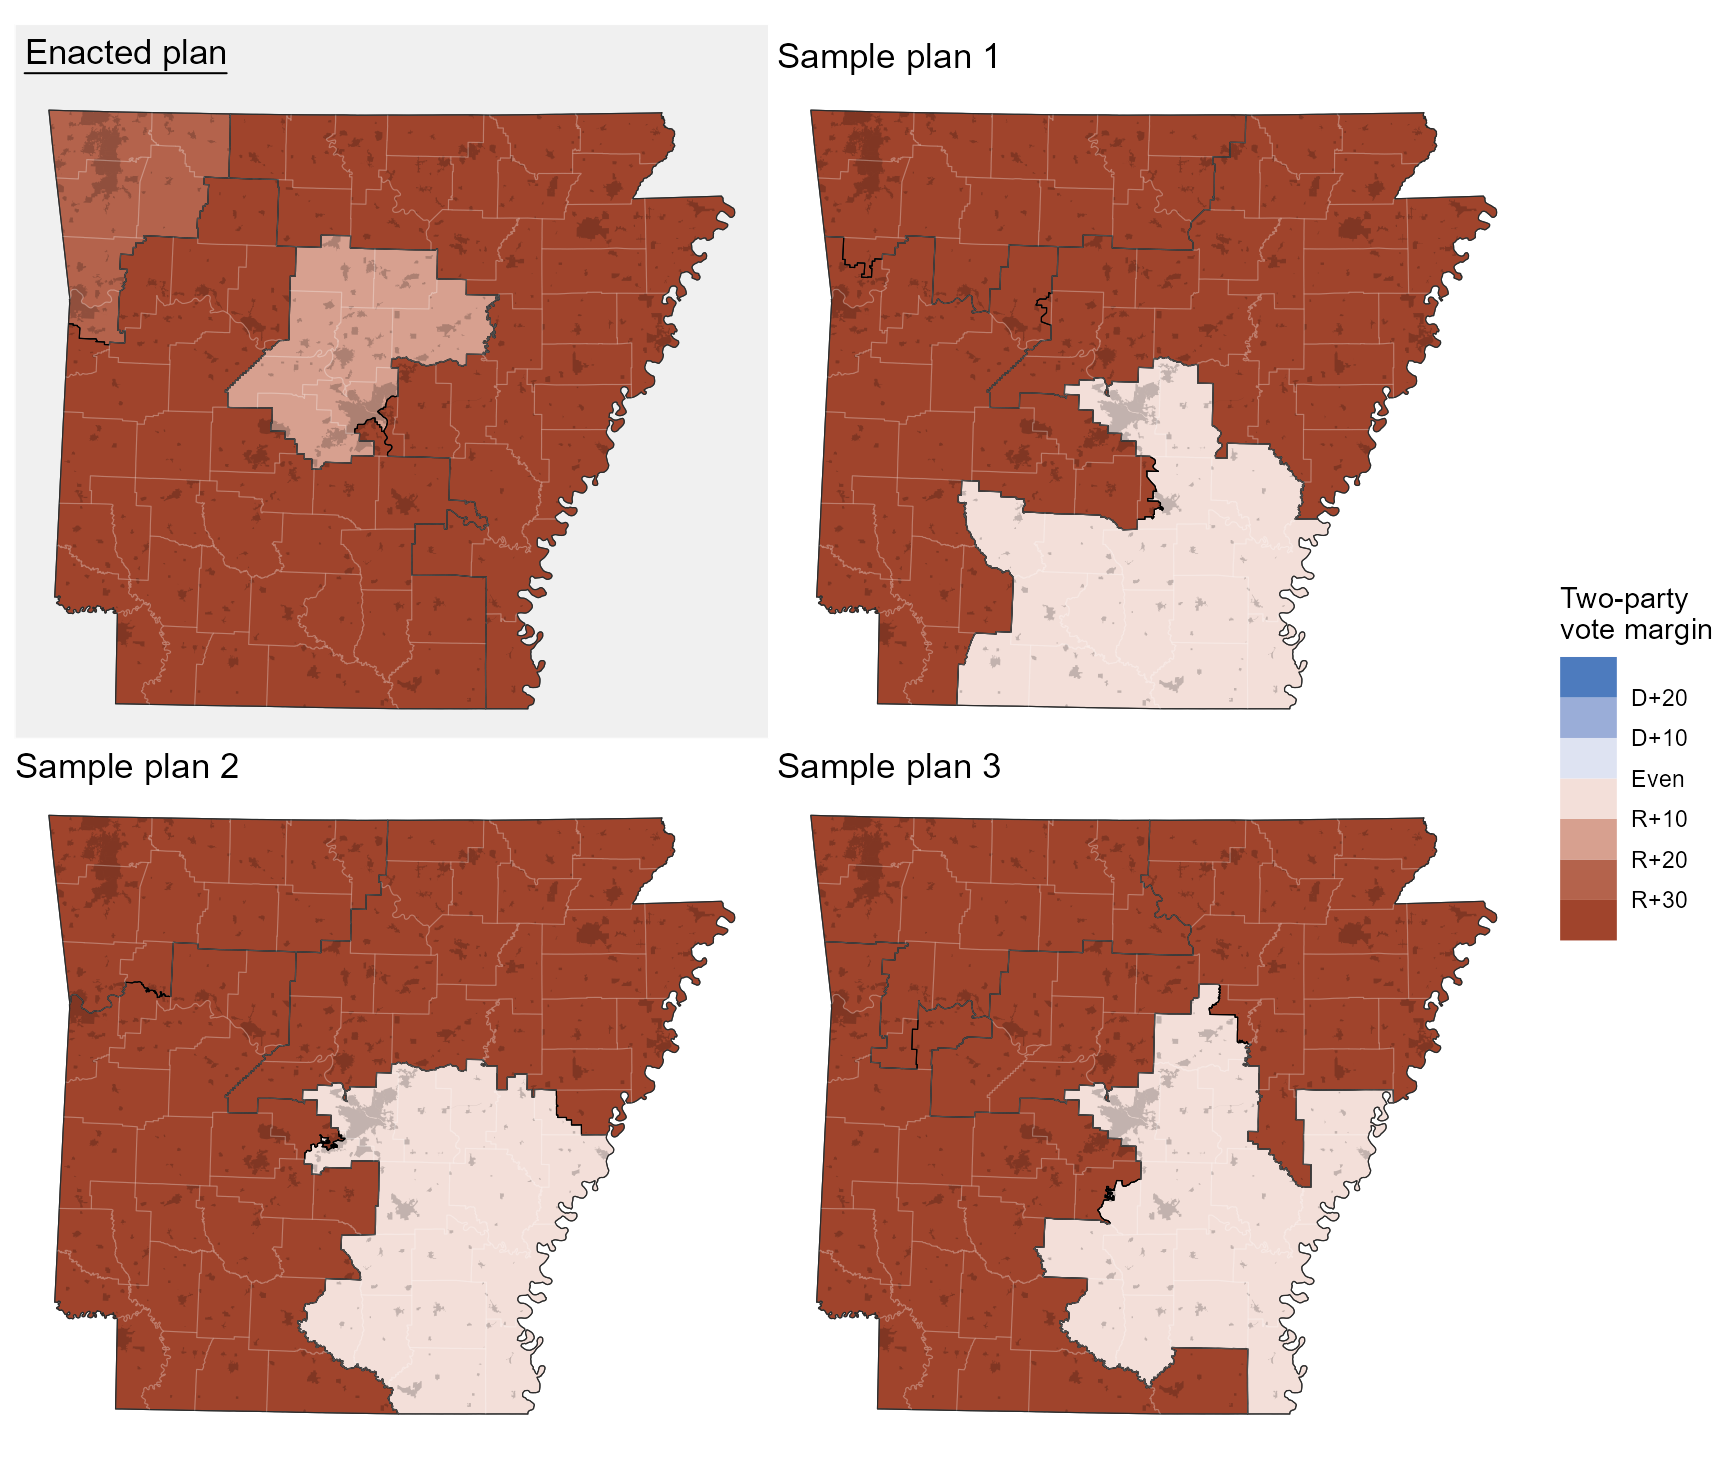 Enacted plan
Sample plan 1
Sample plan 2
Sample plan 3
Two-party
vote margin
D+20
D+10
Even
R+10
R+20
R+30